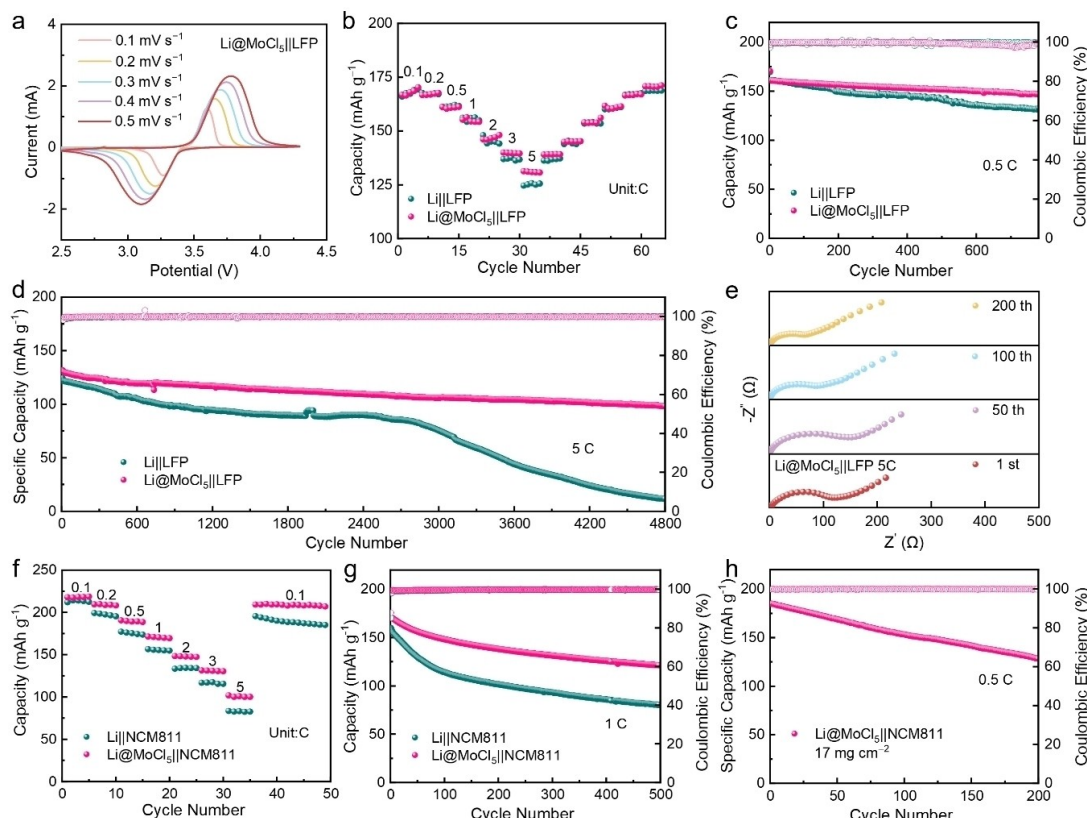 a
Li@MoCl₅||LFP
0.1 mV s⁻¹
0.2 mV s⁻¹
0.3 mV s⁻¹
0.4 mV s⁻¹
0.5 mV s⁻¹
Current (mA)
4
2
0
-2
2.5 3.0 3.5 4.0 4.5
Potential (V)
b
Capacity (mAh g⁻¹)
200
175
150
125
100
0.1 0.2
0.5
1
2
3
5
Unit:C
Li||LFP
Li@MoCl₅||LFP
0 15 30 45 60
Cycle Number
c
Capacity (mAh g⁻¹)
200
150
100
50
0
0.5 C
Li||LFP
Li@MoCl₅||LFP
0 200 400 600
Cycle Number
100
80
60
40
20
0
Coulombic Efficiency (%)
d
Specific Capacity (mAh g⁻¹)
200
150
100
50
0
5 C
Li||LFP
Li@MoCl₅||LFP
0 600 1200 1800 2400 3000 3600 4200 4800
Cycle Number
100
80
60
40
20
0
Coulombic Efficiency (%)
e
-Z" (Ω)
200 th
100 th
50 th
Li@MoCl₅||LFP 5C 1 st
0 100 200 300 400 500
Z' (Ω)
f
Capacity (mAh g⁻¹)
250
200
150
100
50
0
0.1 0.2
0.5
1
2
3
5
0.1
Li||NCM811
Li@MoCl₅||NCM811
Unit:C
0 10 20 30 40 50
Cycle Number
g
Capacity (mAh g⁻¹)
200
150
100
50
0
1 C
Li||NCM811
Li@MoCl₅||NCM811
0 100 200 300 400 500
Cycle Number
100
80
60
40
20
0
Coulombic Efficiency (%)
h
Specific Capacity (mAh g⁻¹)
200
150
100
50
0
0.5 C
Li@MoCl₅||NCM811
17 mg cm⁻²
0 50 100 150 200
Cycle Number
100
80
60
40
20
0
Coulombic Efficiency (%)